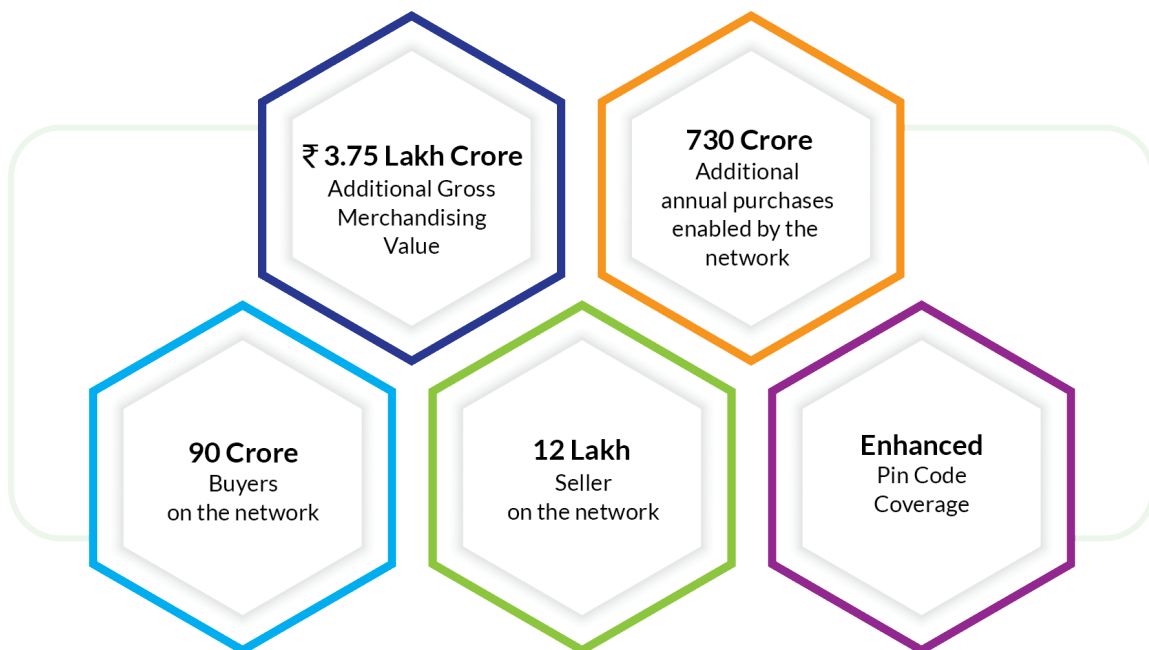 ₹ 3.75 Lakh Crore
Additional Gross
Merchandising
Value
730 Crore
Additional
annual purchases
enabled by the
network
90 Crore
Buyers
on the network
12 Lakh
Seller
on the network
Enhanced
Pin Code
Coverage